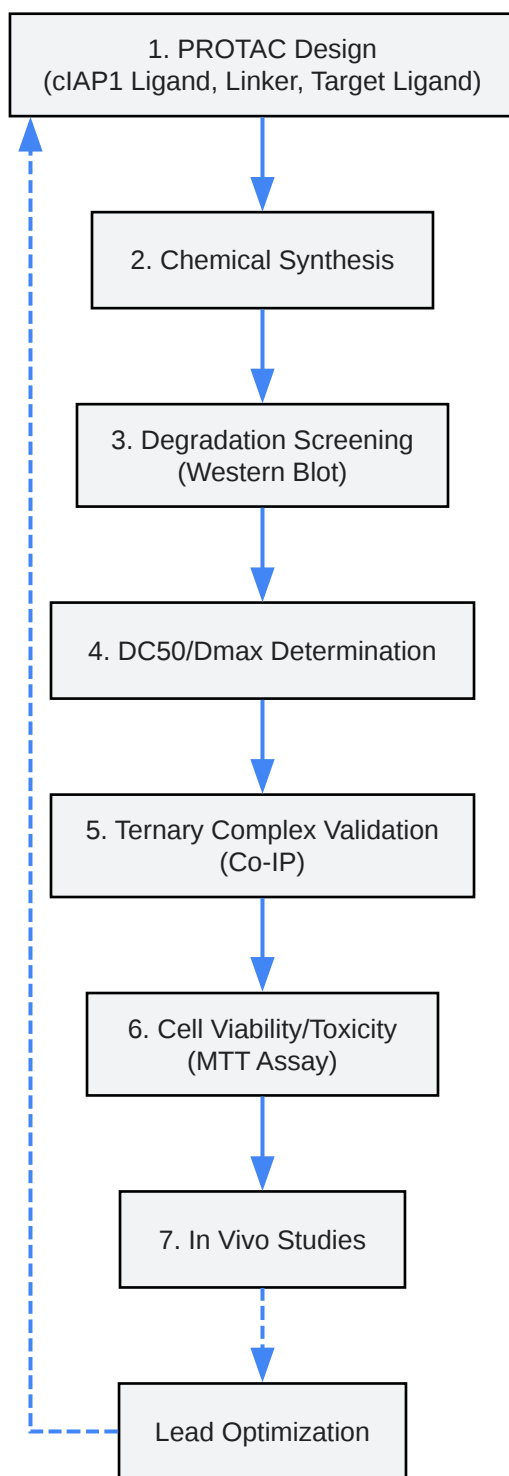 1. PROTAC Design
(cIAP1 Ligand, Linker, Target Ligand)
2. Chemical Synthesis
3. Degradation Screening
(Western Blot)
4. DC50/Dmax Determination
5. Ternary Complex Validation
(Co-IP)
6. Cell Viability/Toxicity
(MTT Assay)
7. In Vivo Studies
Lead Optimization